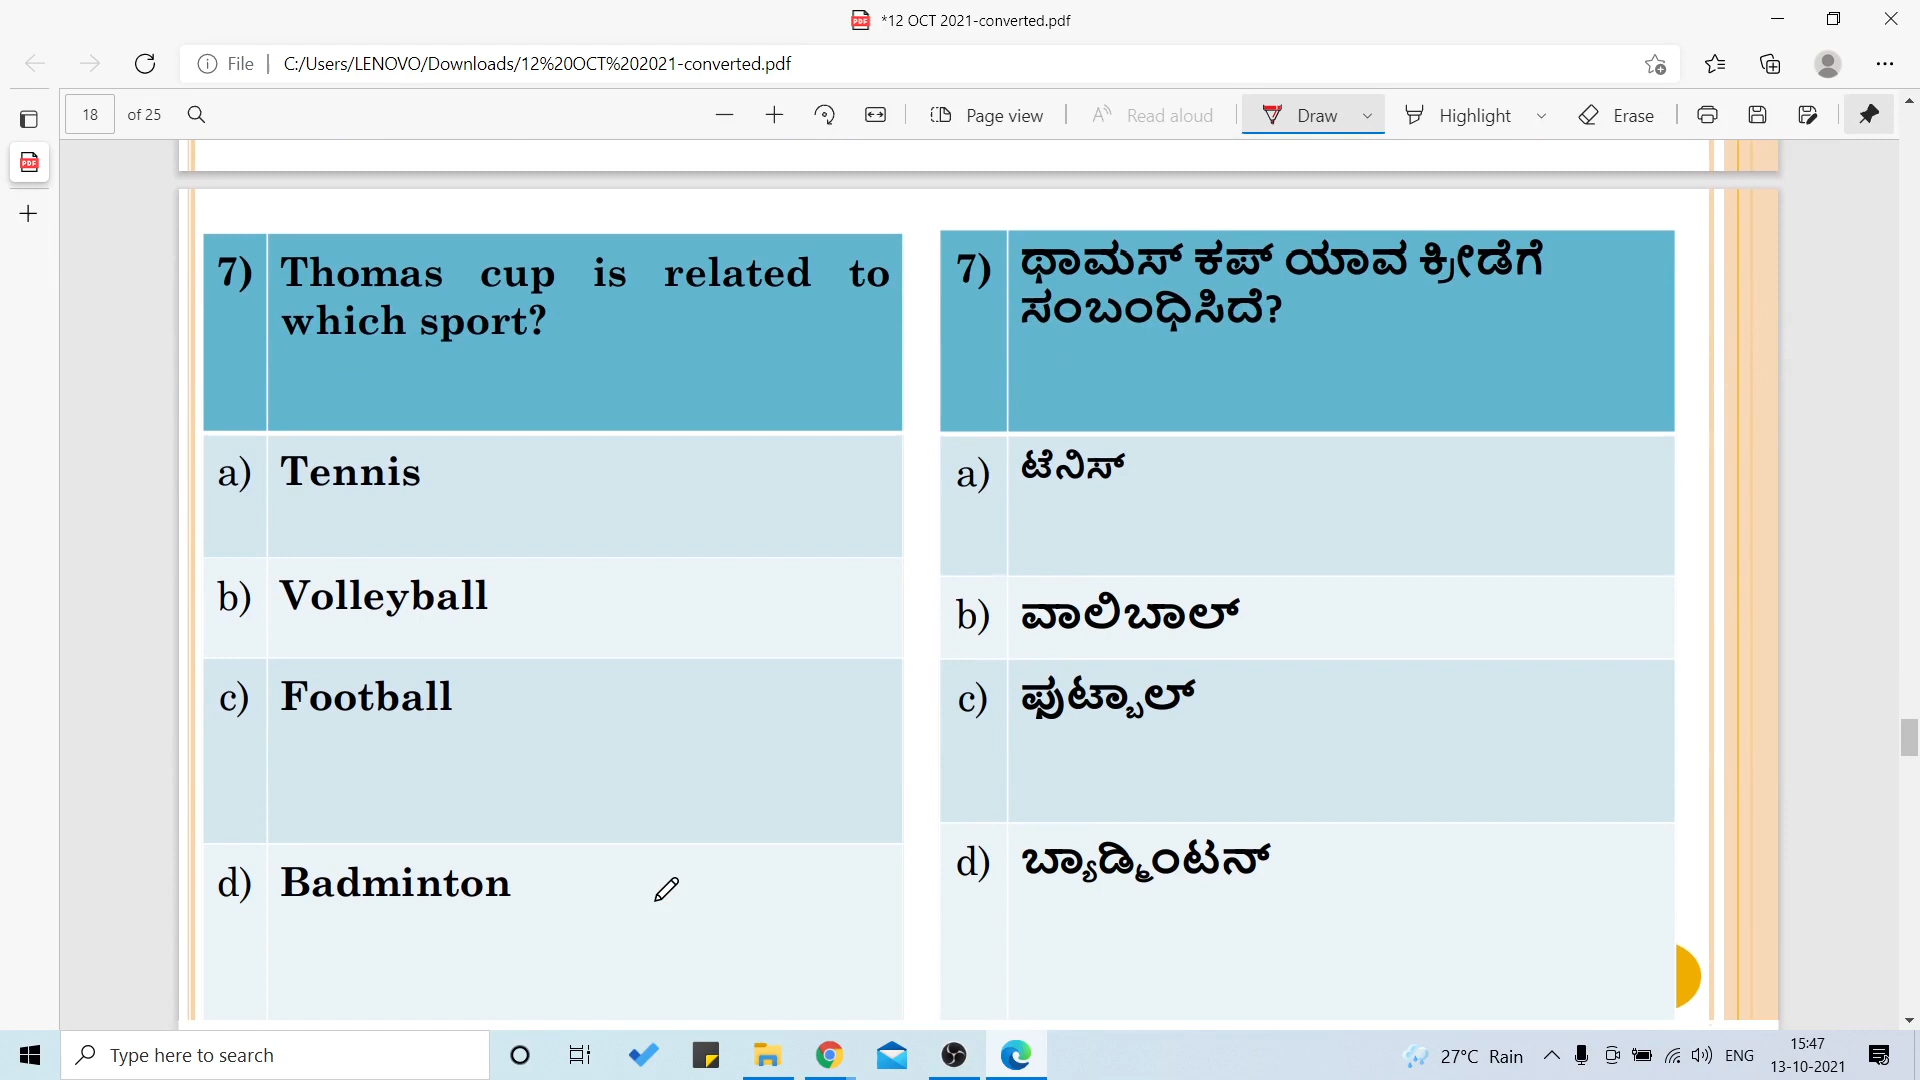 *12 OCT 2021-converted.pdf
File
C:/Users/LENOVO/Downloads/12%20OCT%202021-converted.pdf
18 of 25
Page view
Read aloud
Draw
Highlight
Erase
7) Thomas cup is related to
which sport?
a) Tennis
b) Volleyball
c) Football
d) Badminton
7) ಥಾಮಸ್ ಕಪ್ ಯಾವ ಕ್ರೀಡೆಗೆ
ಸಂಬಂಧಿಸಿದೆ?
a) ಟೆನಿಸ್
b) ವಾಲಿಬಾಲ್
c) ಫುಟ್ಬಾಲ್
d) ಬ್ಯಾಡ್ಮಿಂಟನ್
Type here to search
27°C Rain
ENG
15:47
13-10-2021